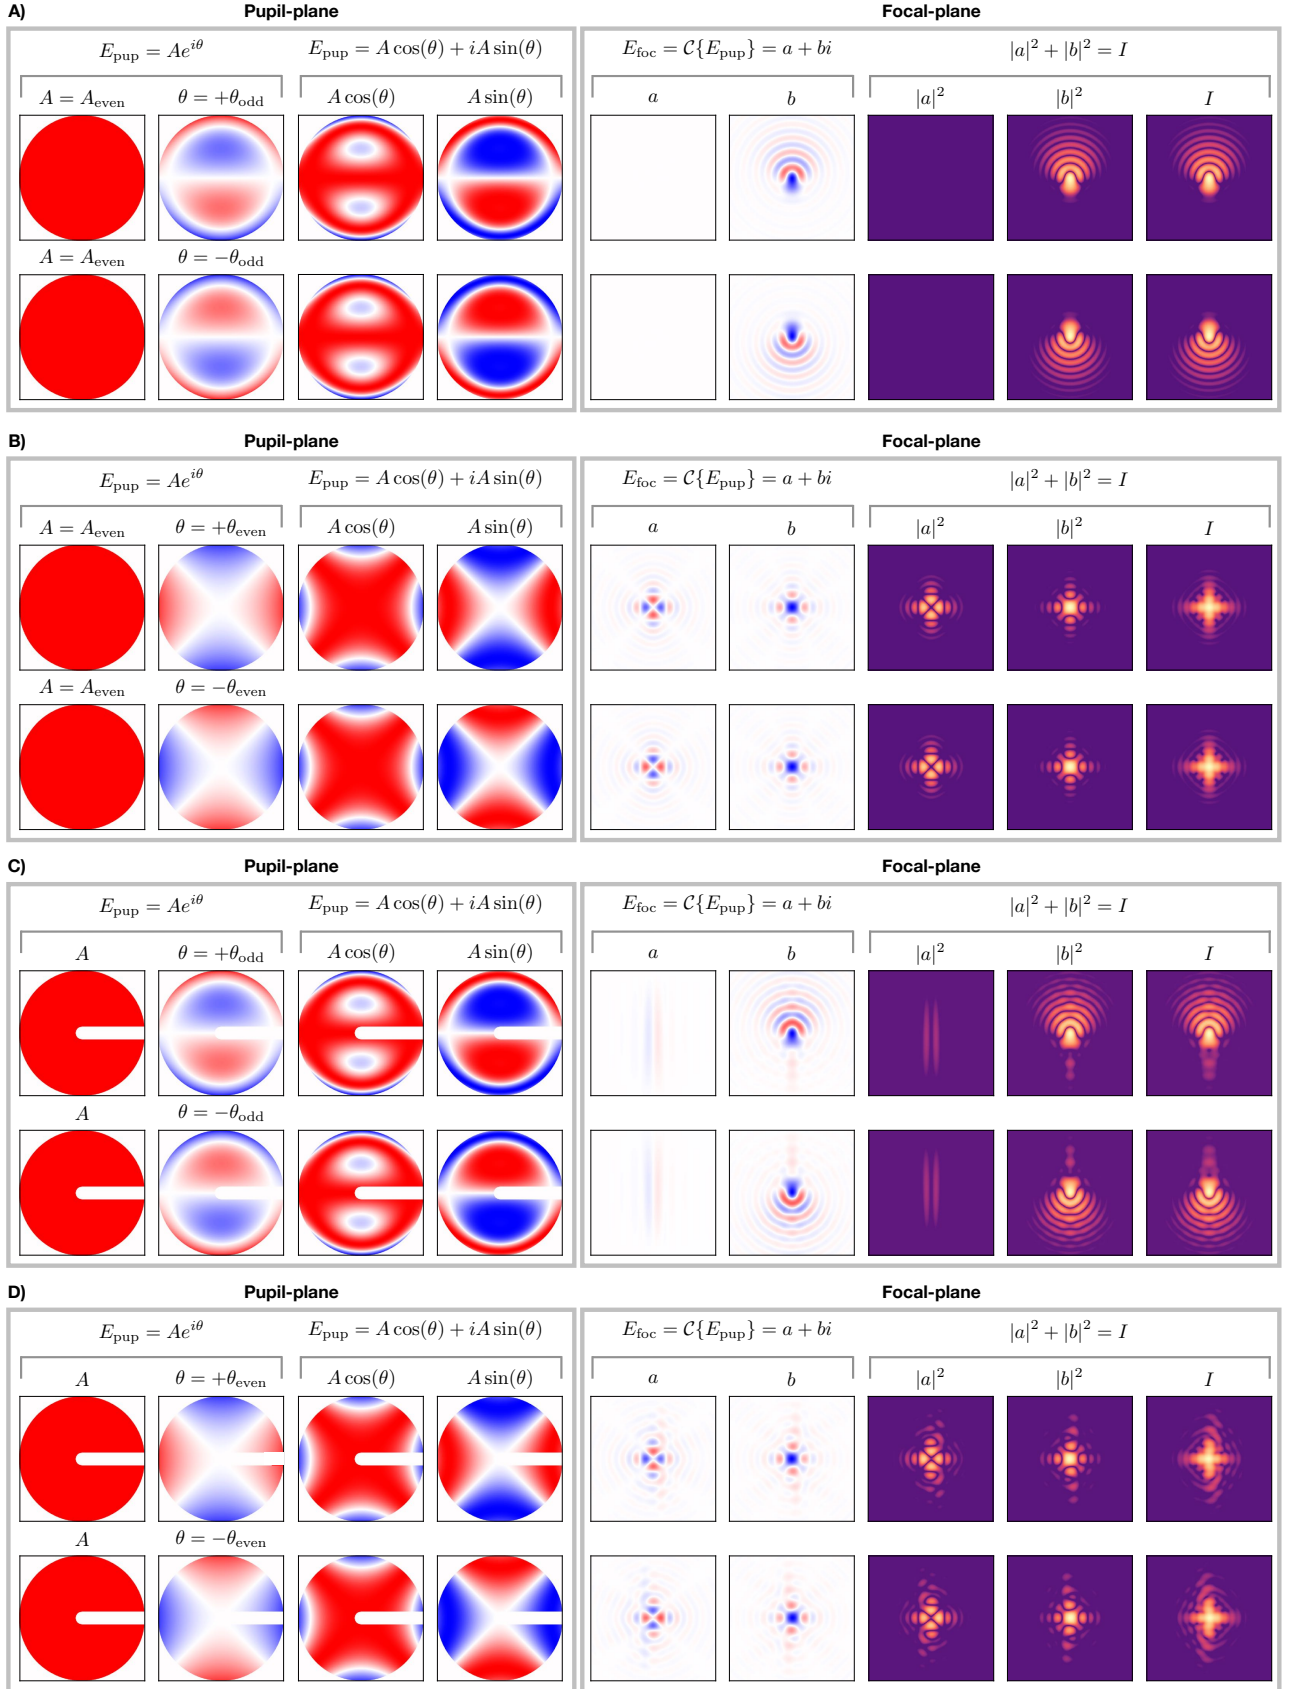 A) Pupil-plane Focal-plane
E_pup = Ae^{iθ} E_pup = A cos(θ) + iA sin(θ) E_foc = 𝒞{E_pup} = a + bi |a|² + |b|² = I
A = A_even θ = +θ_odd A cos(θ) A sin(θ) a b |a|² |b|² I
A = A_even θ = −θ_odd
B) Pupil-plane Focal-plane
E_pup = Ae^{iθ} E_pup = A cos(θ) + iA sin(θ) E_foc = 𝒞{E_pup} = a + bi |a|² + |b|² = I
A = A_even θ = +θ_even A cos(θ) A sin(θ) a b |a|² |b|² I
A = A_even θ = −θ_even
C) Pupil-plane Focal-plane
E_pup = Ae^{iθ} E_pup = A cos(θ) + iA sin(θ) E_foc = 𝒞{E_pup} = a + bi |a|² + |b|² = I
A θ = +θ_odd A cos(θ) A sin(θ) a b |a|² |b|² I
A θ = −θ_odd
D) Pupil-plane Focal-plane
E_pup = Ae^{iθ} E_pup = A cos(θ) + iA sin(θ) E_foc = 𝒞{E_pup} = a + bi |a|² + |b|² = I
A θ = +θ_even A cos(θ) A sin(θ) a b |a|² |b|² I
A θ = −θ_even